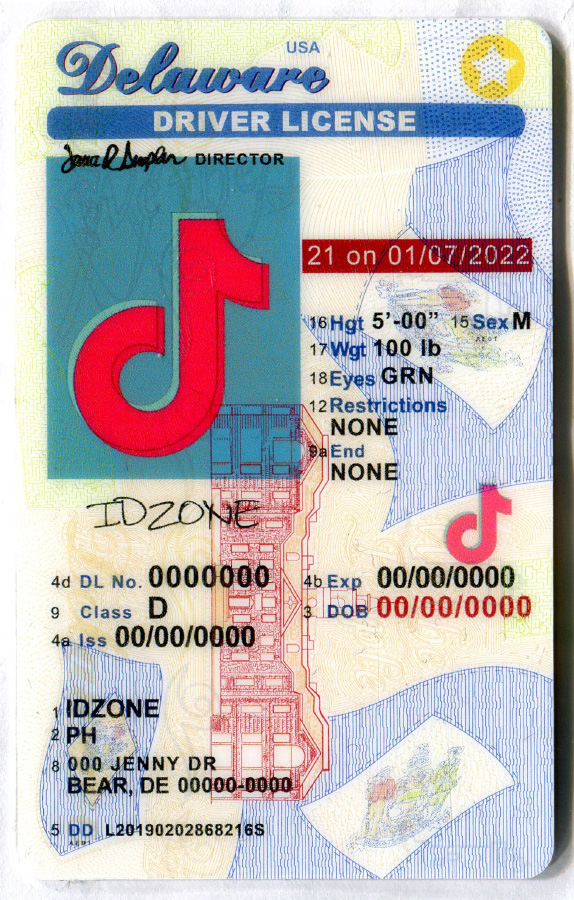 USA
Delaware
DRIVER LICENSE
DIRECTOR
21 on 01/07/2022
16 Hgt 5'-00" 15 Sex M
17 Wgt 100 lb
18 Eyes GRN
12 Restrictions
NONE
9a End
NONE
IDZONE
4d DL No. 0000000 4b Exp 00/00/0000
9 Class D 3 DOB 00/00/0000
4a Iss 00/00/0000
1 IDZONE
2 PH
8 000 JENNY DR
BEAR, DE 00000-0000
5 DD L20190202868216S